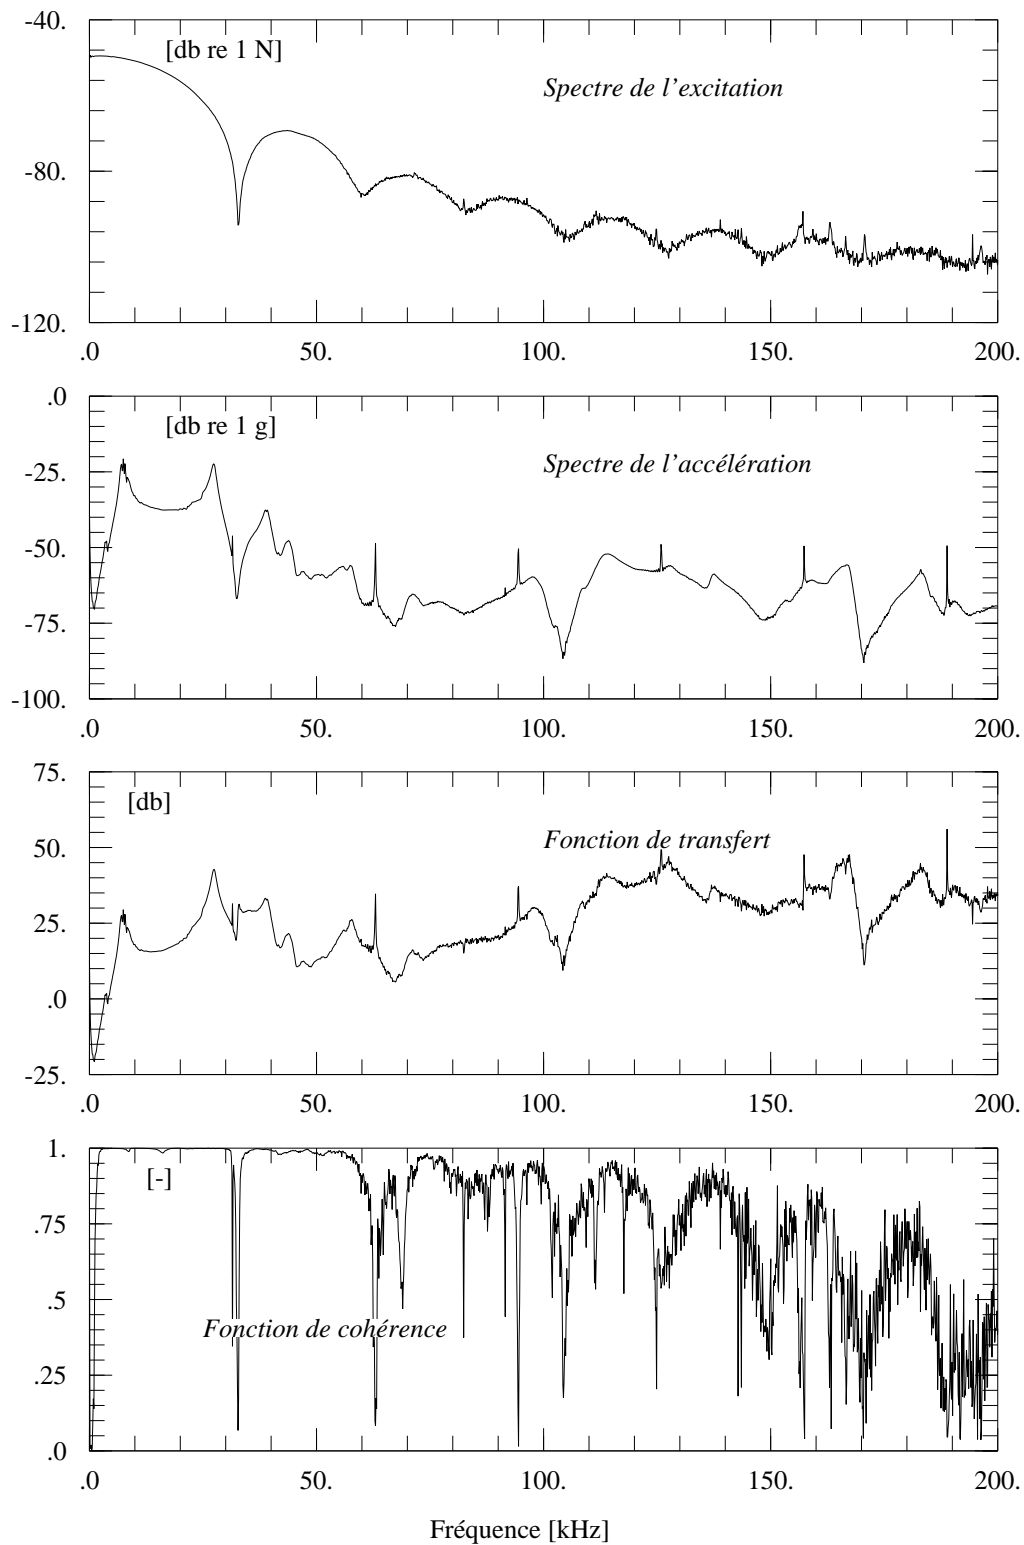 -40.
[db re 1 N]
Spectre de l'excitation
-80.
-120.
.0 50. 100. 150. 200.
.0
[db re 1 g]
Spectre de l'accélération
-25.
-50.
-75.
-100.
.0 50. 100. 150. 200.
75.
[db]
Fonction de transfert
50.
25.
.0
-25.
.0 50. 100. 150. 200.
1.
[-]
.75
.5
Fonction de cohérence
.25
.0
.0 50. 100. 150. 200.
Fréquence [kHz]